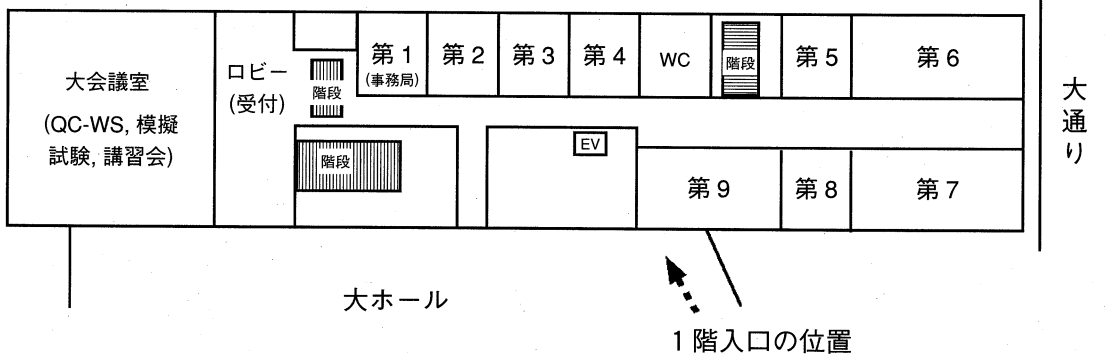 大会議室
(QC-WS, 模擬
試験, 講習会)
ロビー
(受付)
階段
第1
(事務局)
第2
第3
第4
WC
階段
第5
第6
階段
EV
第9
第8
第7
大通り
大ホール
1階入口の位置